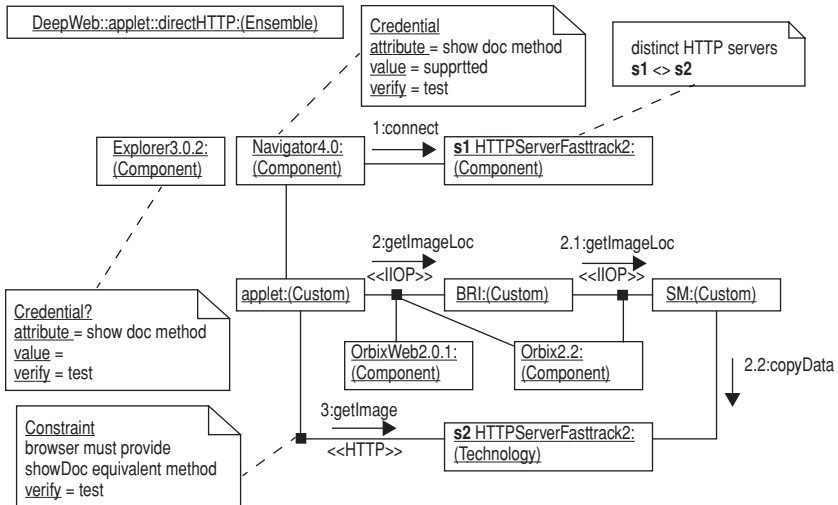 DeepWeb::applet::directHTTP:(Ensemble)
Credential
attribute = show doc method
value = supprtted
verify = test
distinct HTTP servers
s1 <> s2
Explorer3.0.2:
(Component)
Navigator4.0:
(Component)
1:connect
s1 HTTPServerFasttrack2:
(Component)
2:getImageLoc
<<IIOP>>
2.1:getImageLoc
<<IIOP>>
applet:(Custom)
BRI:(Custom)
SM:(Custom)
Credential?
attribute = show doc method
value =
verify = test
OrbixWeb2.0.1:
(Component)
Orbix2.2:
(Component)
2.2:copyData
Constraint
browser must provide
showDoc equivalent method
verify = test
3:getImage
<<HTTP>>
s2 HTTPServerFasttrack2:
(Technology)